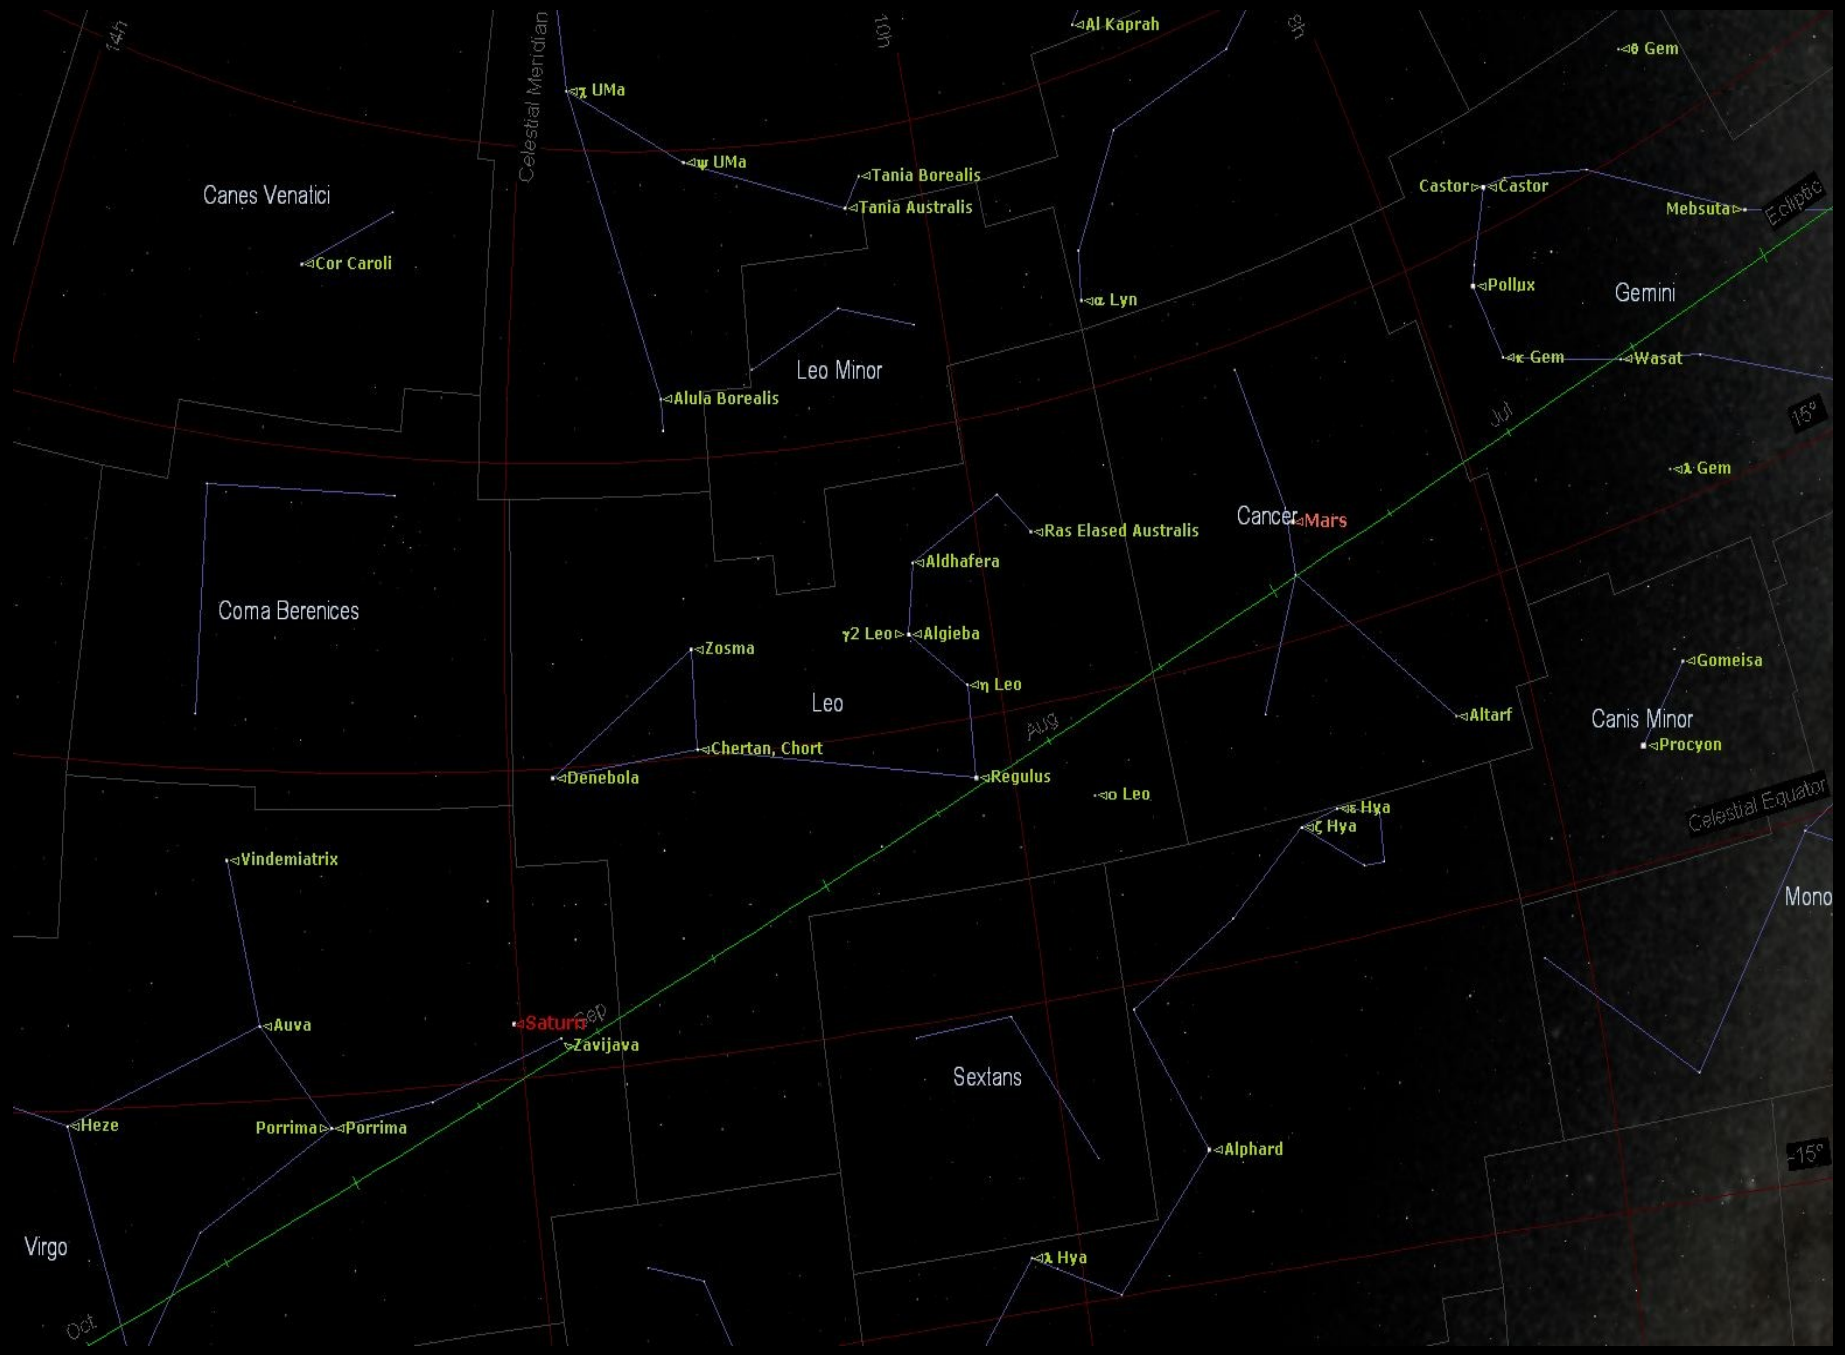 14h
Celestial Meridian
10h
Al Kaprah
8h
θ Gem
χ UMa
ψ UMa
Tania Borealis
Tania Australis
Canes Venatici
Cor Caroli
Castor Castor
Mebsuta
Ecliptic
Pollux
Gemini
α Lyn
κ Gem
Wasat
Leo Minor
Alula Borealis
Jul
15°
λ Gem
Cancer
Mars
Ras Elased Australis
Aldhafera
Coma Berenices
γ2 Leo Algieba
Zosma
η Leo
Leo
Gomeisa
Canis Minor
Altarf
Procyon
Aug
Chertan, Chort
Denebola
Regulus
ο Leo
Celestial Equator
ε Hya
ζ Hya
Vindemiatrix
Mono
Saturn
Sep
Auva
Zavijava
Sextans
Heze
Porrima Porrima
Alphard
-15°
Virgo
λ Hya
Oct